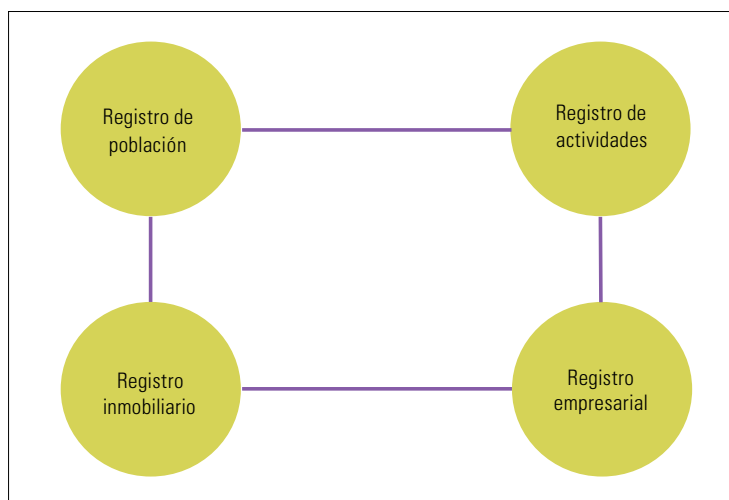 Registro de
población
Registro de
actividades
Registro
inmobiliario
Registro
empresarial